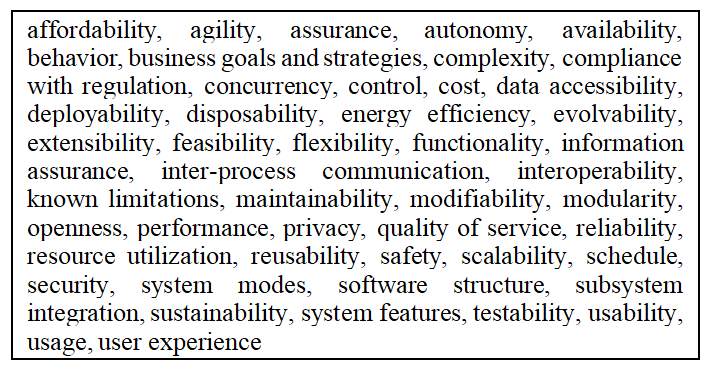 affordability, agility, assurance, autonomy, availability,
behavior, business goals and strategies, complexity, compliance
with regulation, concurrency, control, cost, data accessibility,
deployability, disposability, energy efficiency, evolvability,
extensibility, feasibility, flexibility, functionality, information
assurance, inter-process communication, interoperability,
known limitations, maintainability, modifiability, modularity,
openness, performance, privacy, quality of service, reliability,
resource utilization, reusability, safety, scalability, schedule,
security, system modes, software structure, subsystem
integration, sustainability, system features, testability, usability,
usage, user experience